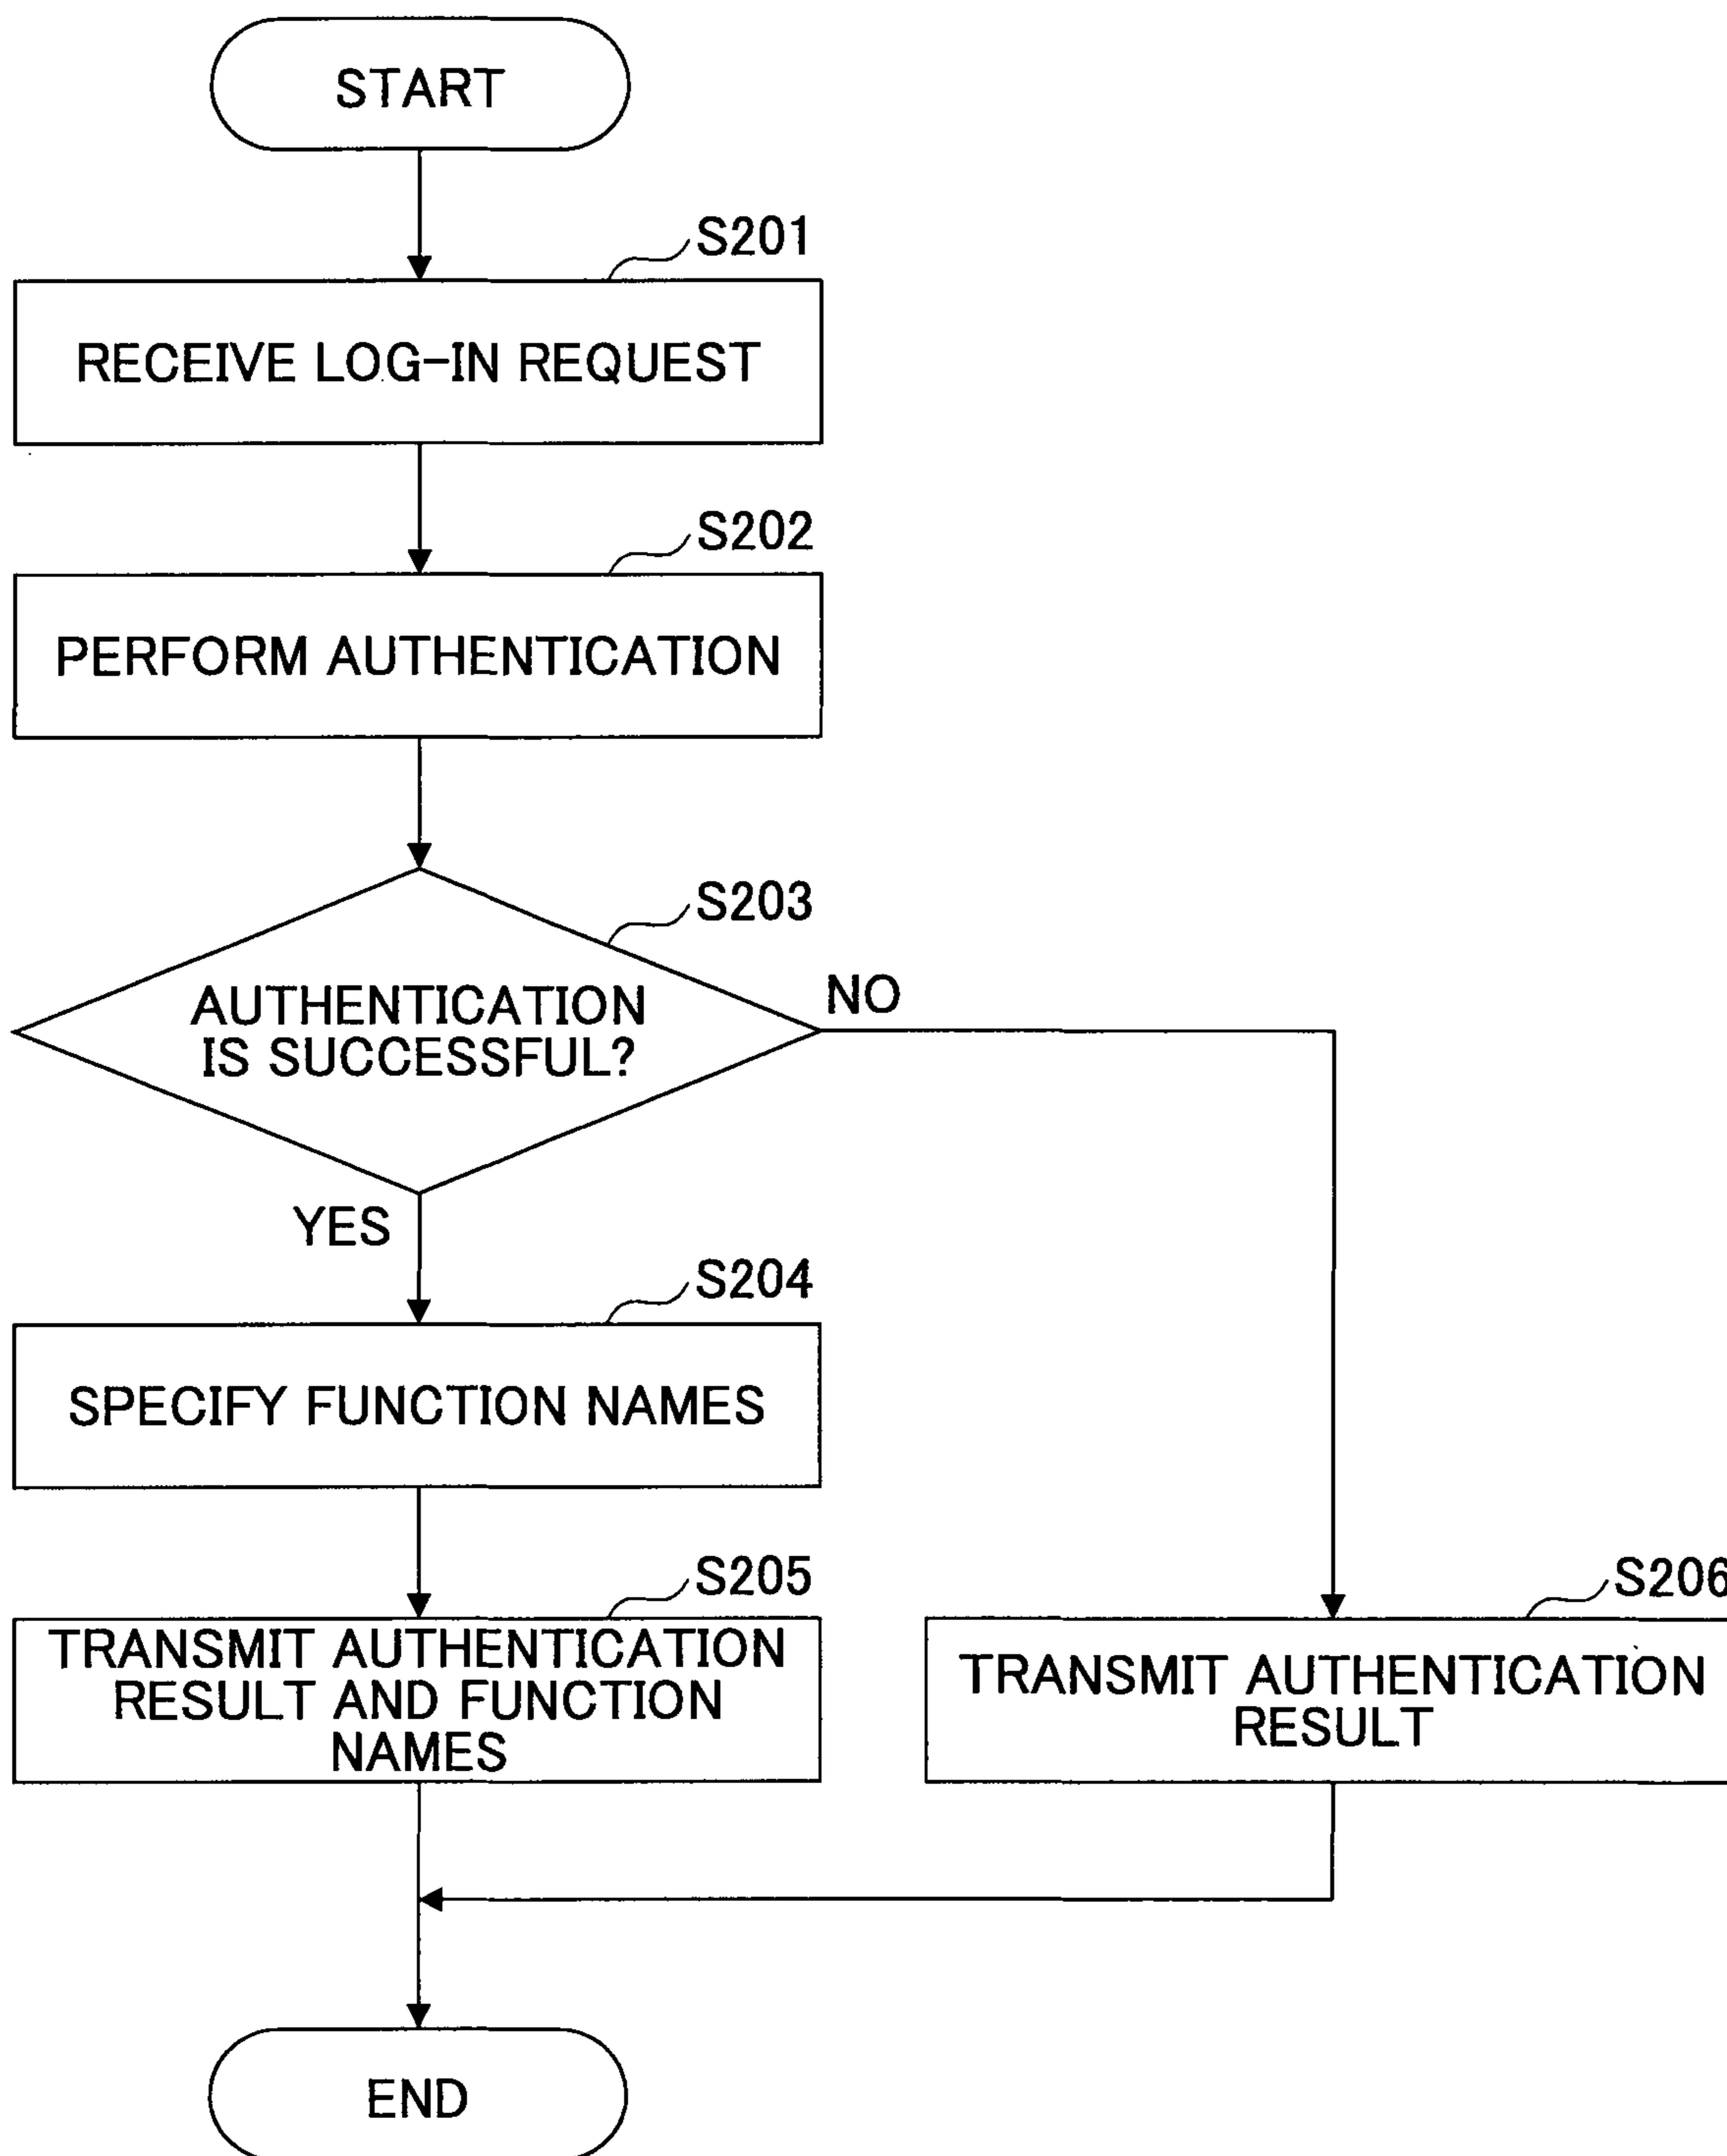 START
S201
RECEIVE LOG-IN REQUEST
S202
PERFORM AUTHENTICATION
S203
AUTHENTICATION
IS SUCCESSFUL?
NO
YES
S204
SPECIFY FUNCTION NAMES
S205
TRANSMIT AUTHENTICATION
RESULT AND FUNCTION
NAMES
S206
TRANSMIT AUTHENTICATION
RESULT
END